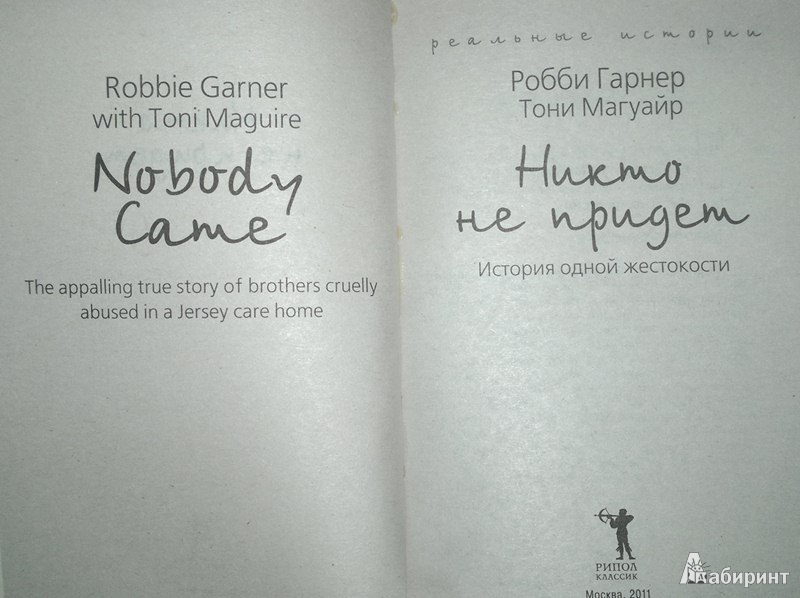 Robbie Garner
with Toni Maguire
Nobody
Came
The appalling true story of brothers cruelly
abused in a Jersey care home
реальные истории
Робби Гарнер
Тони Магуайр
Никто
не придет
История одной жестокости
РИПОЛ
КЛАССИК
Москва, 2011
Лабиринт